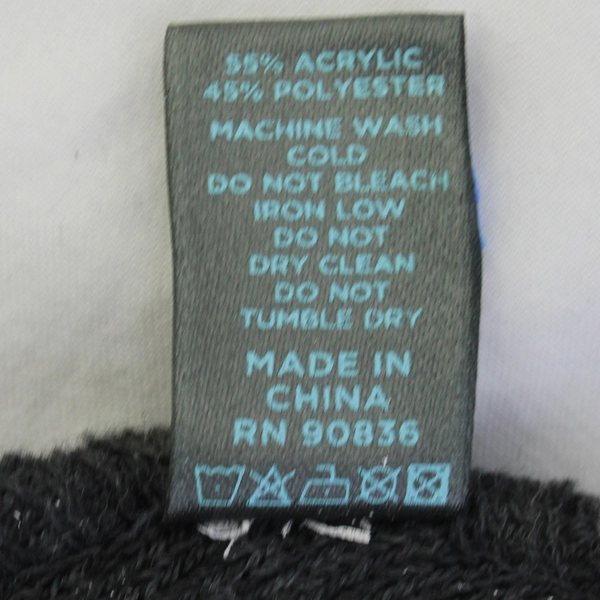 55% ACRYLIC
45% POLYESTER
MACHINE WASH
COLD
DO NOT BLEACH
IRON LOW
DO NOT
DRY CLEAN
DO NOT
TUMBLE DRY
MADE IN
CHINA
RN 90836